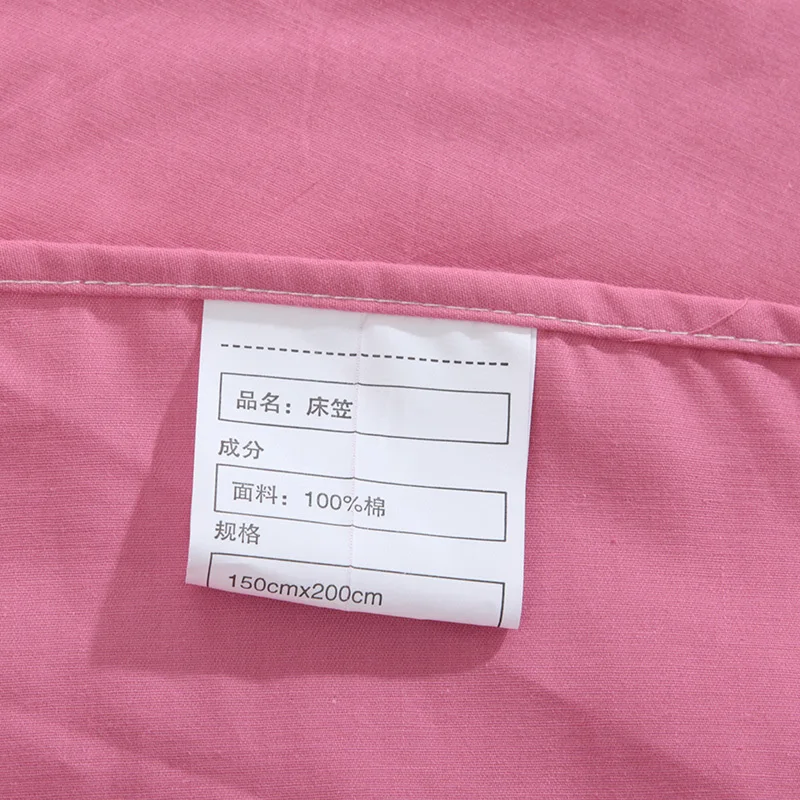 品名：床笠
成分
面料：100%棉
规格
150cmx200cm